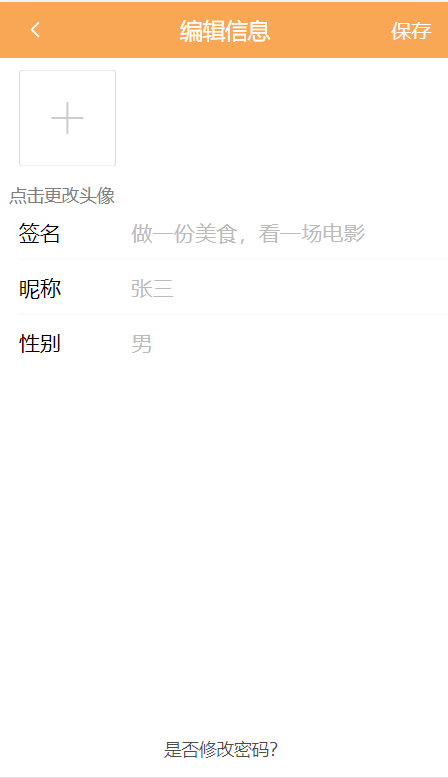 编辑信息 保存
点击更改头像
签名 做一份美食，看一场电影
昵称 张三
性别 男
是否修改密码？